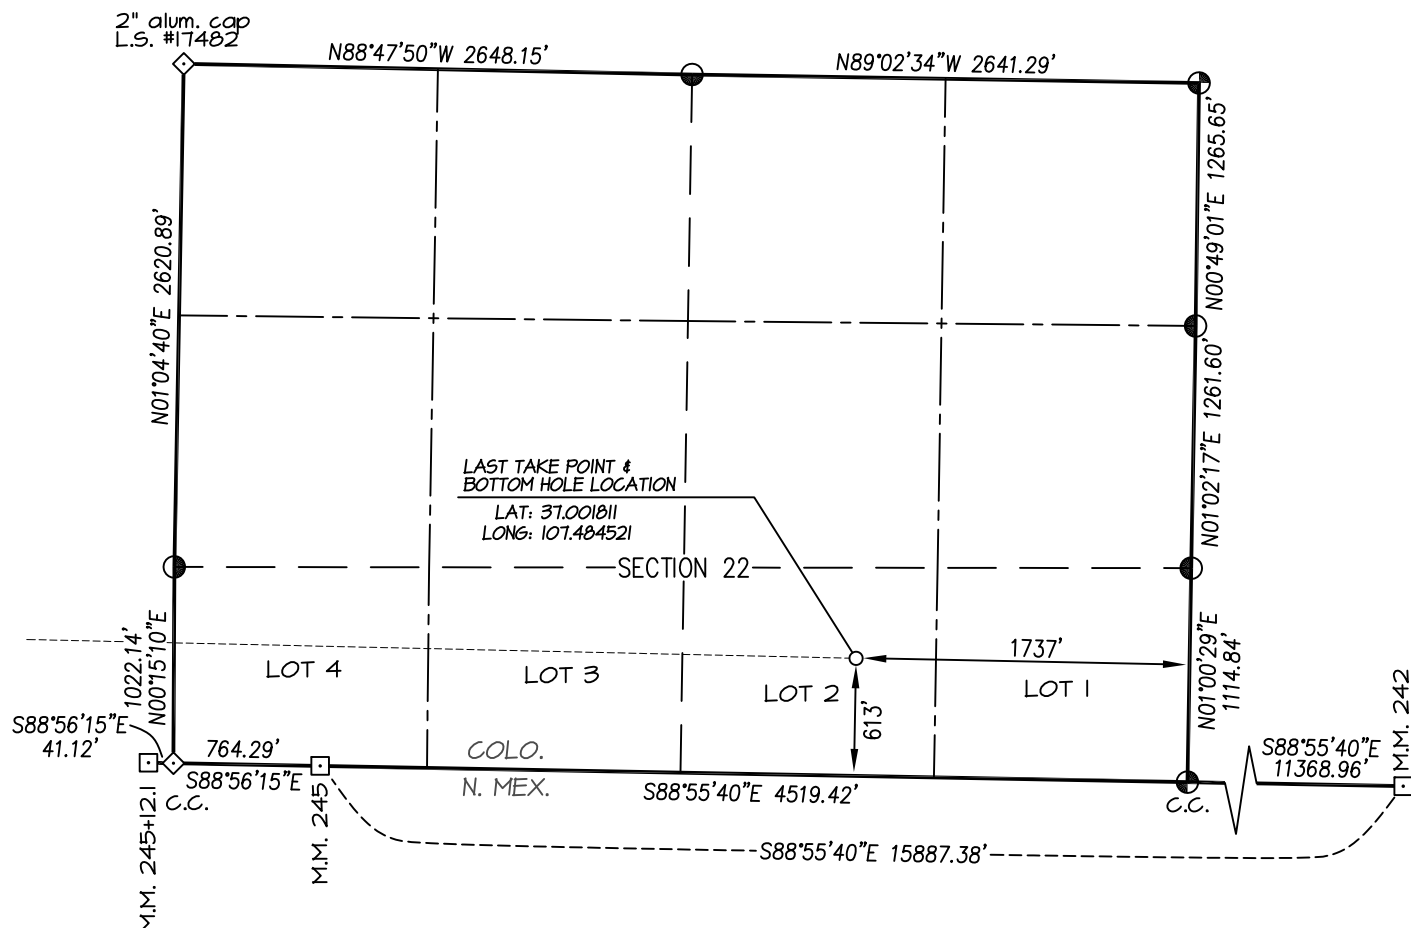 2" alum. cap
L.S. #17482
N88°47'50"W 2648.15'
N89°02'34"W 2641.29'
N00°49'01"E 1265.65'
N01°04'40"E 2620.89'
N01°02'17"E 1261.60'
LAST TAKE POINT &
BOTTOM HOLE LOCATION
LAT: 37.001811
LONG: 107.484521
SECTION 22
1022.14'
N00°15'10"E
LOT 4
LOT 3
LOT 2
1737'
LOT 1
613'
N01°00'29"E
1114.84'
S88°56'15"E
41.12'
764.29'
S88°56'15"E
COLO.
N. MEX.
S88°55'40"E 4519.42'
S88°55'40"E
11368.96'
M.M. 242
C.C.
C.C.
M.M. 245+12.1
M.M. 245
S88°55'40"E 15887.38'